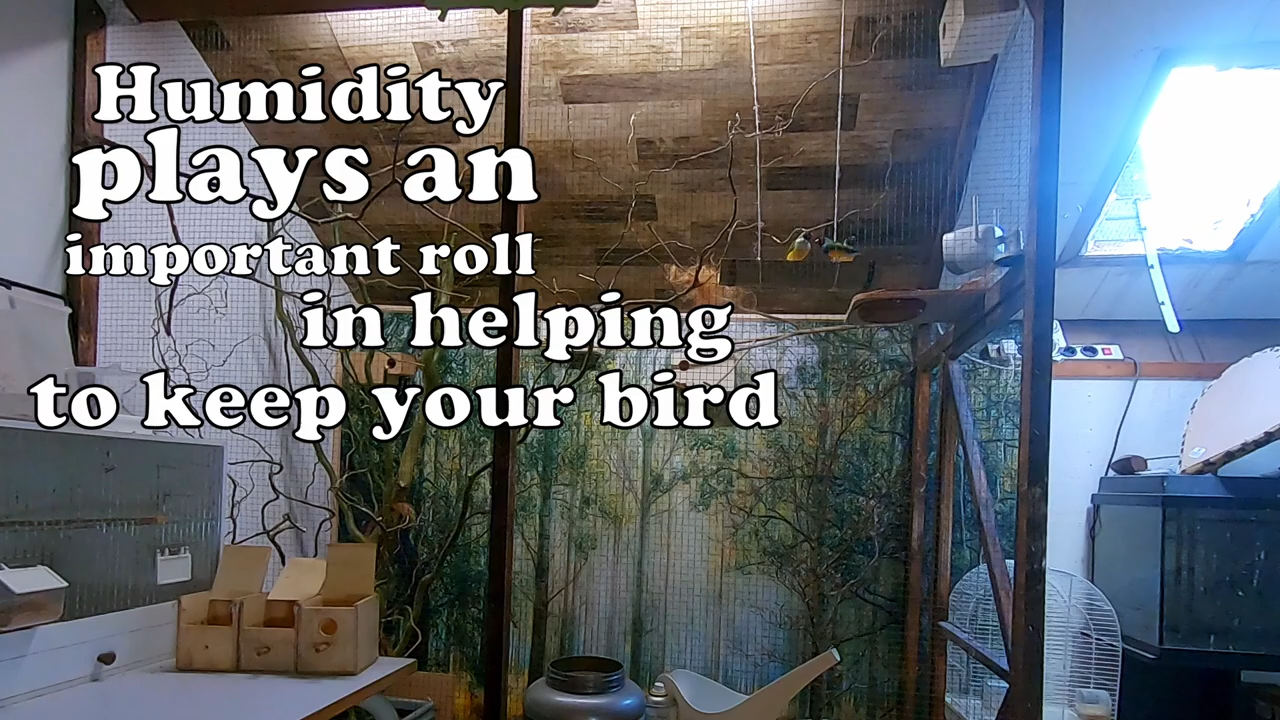 Humidity
plays an
important roll
in helping
to keep your bird